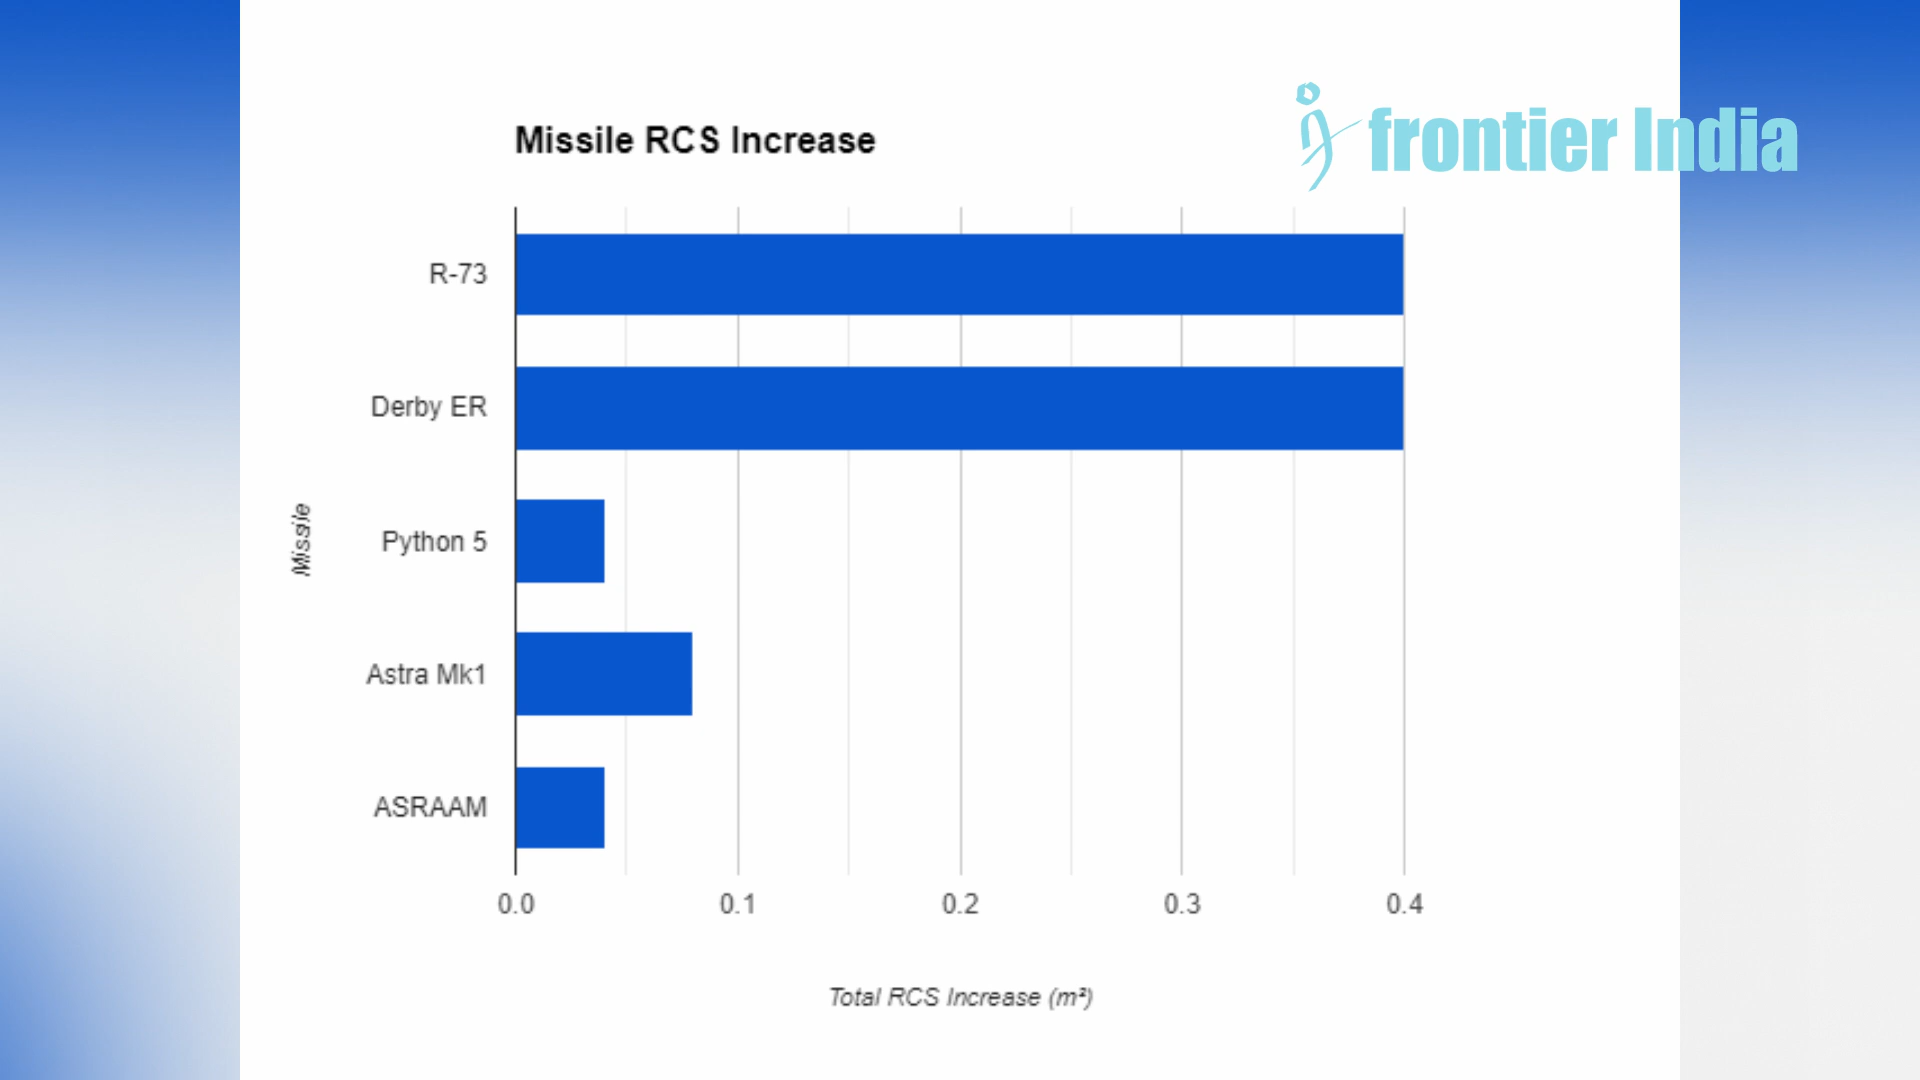 frontier India
Missile RCS Increase
R-73
Derby ER
Python 5
Astra Mk1
ASRAAM
Missile
0.0 0.1 0.2 0.3 0.4
Total RCS Increase (m²)